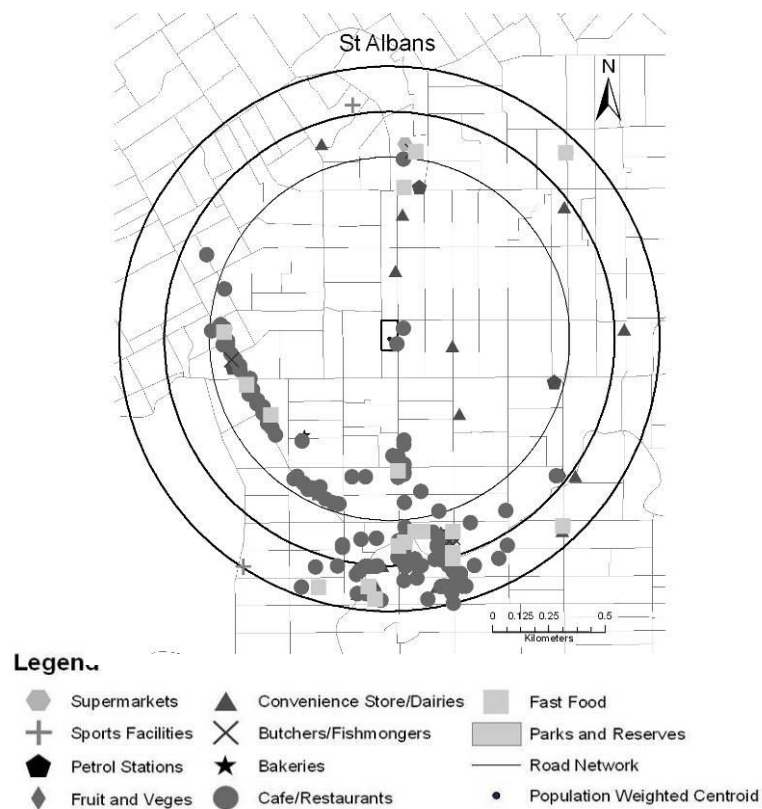 St Albans
N
0 0.125 0.25 0.5
Kilometers
Legend
Supermarkets
Convenience Store/Dairies
Fast Food
Sports Facilities
Butchers/Fishmongers
Parks and Reserves
Petrol Stations
Bakeries
Road Network
Fruit and Veges
Cafe/Restaurants
Population Weighted Centroid